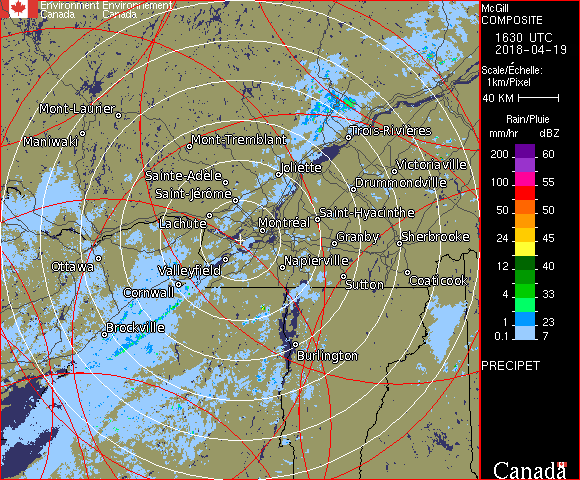 Environment Environnement
Canada Canada
McGill
COMPOSITE
1630 UTC
2018-04-19
Scale/Échelle:
1km/Pixel
40 KM
Rain/Pluie
mm/hr dBZ
200 60
150 57
100 55
50 50
24 45
12 40
4 33
1 23
0.1 7
PRECIPET
Canada
Mont-Laurier
Maniwaki
Mont-Tremblant
Trois-Rivières
Sainte-Adèle
Joliette
Victoriaville
Saint-Jérôme
Drummondville
Lachute
Montréal
Saint-Hyacinthe
Granby
Sherbrooke
Ottawa
Valleyfield
Napierville
Cornwall
Sutton
Coaticook
Brockville
Burlington